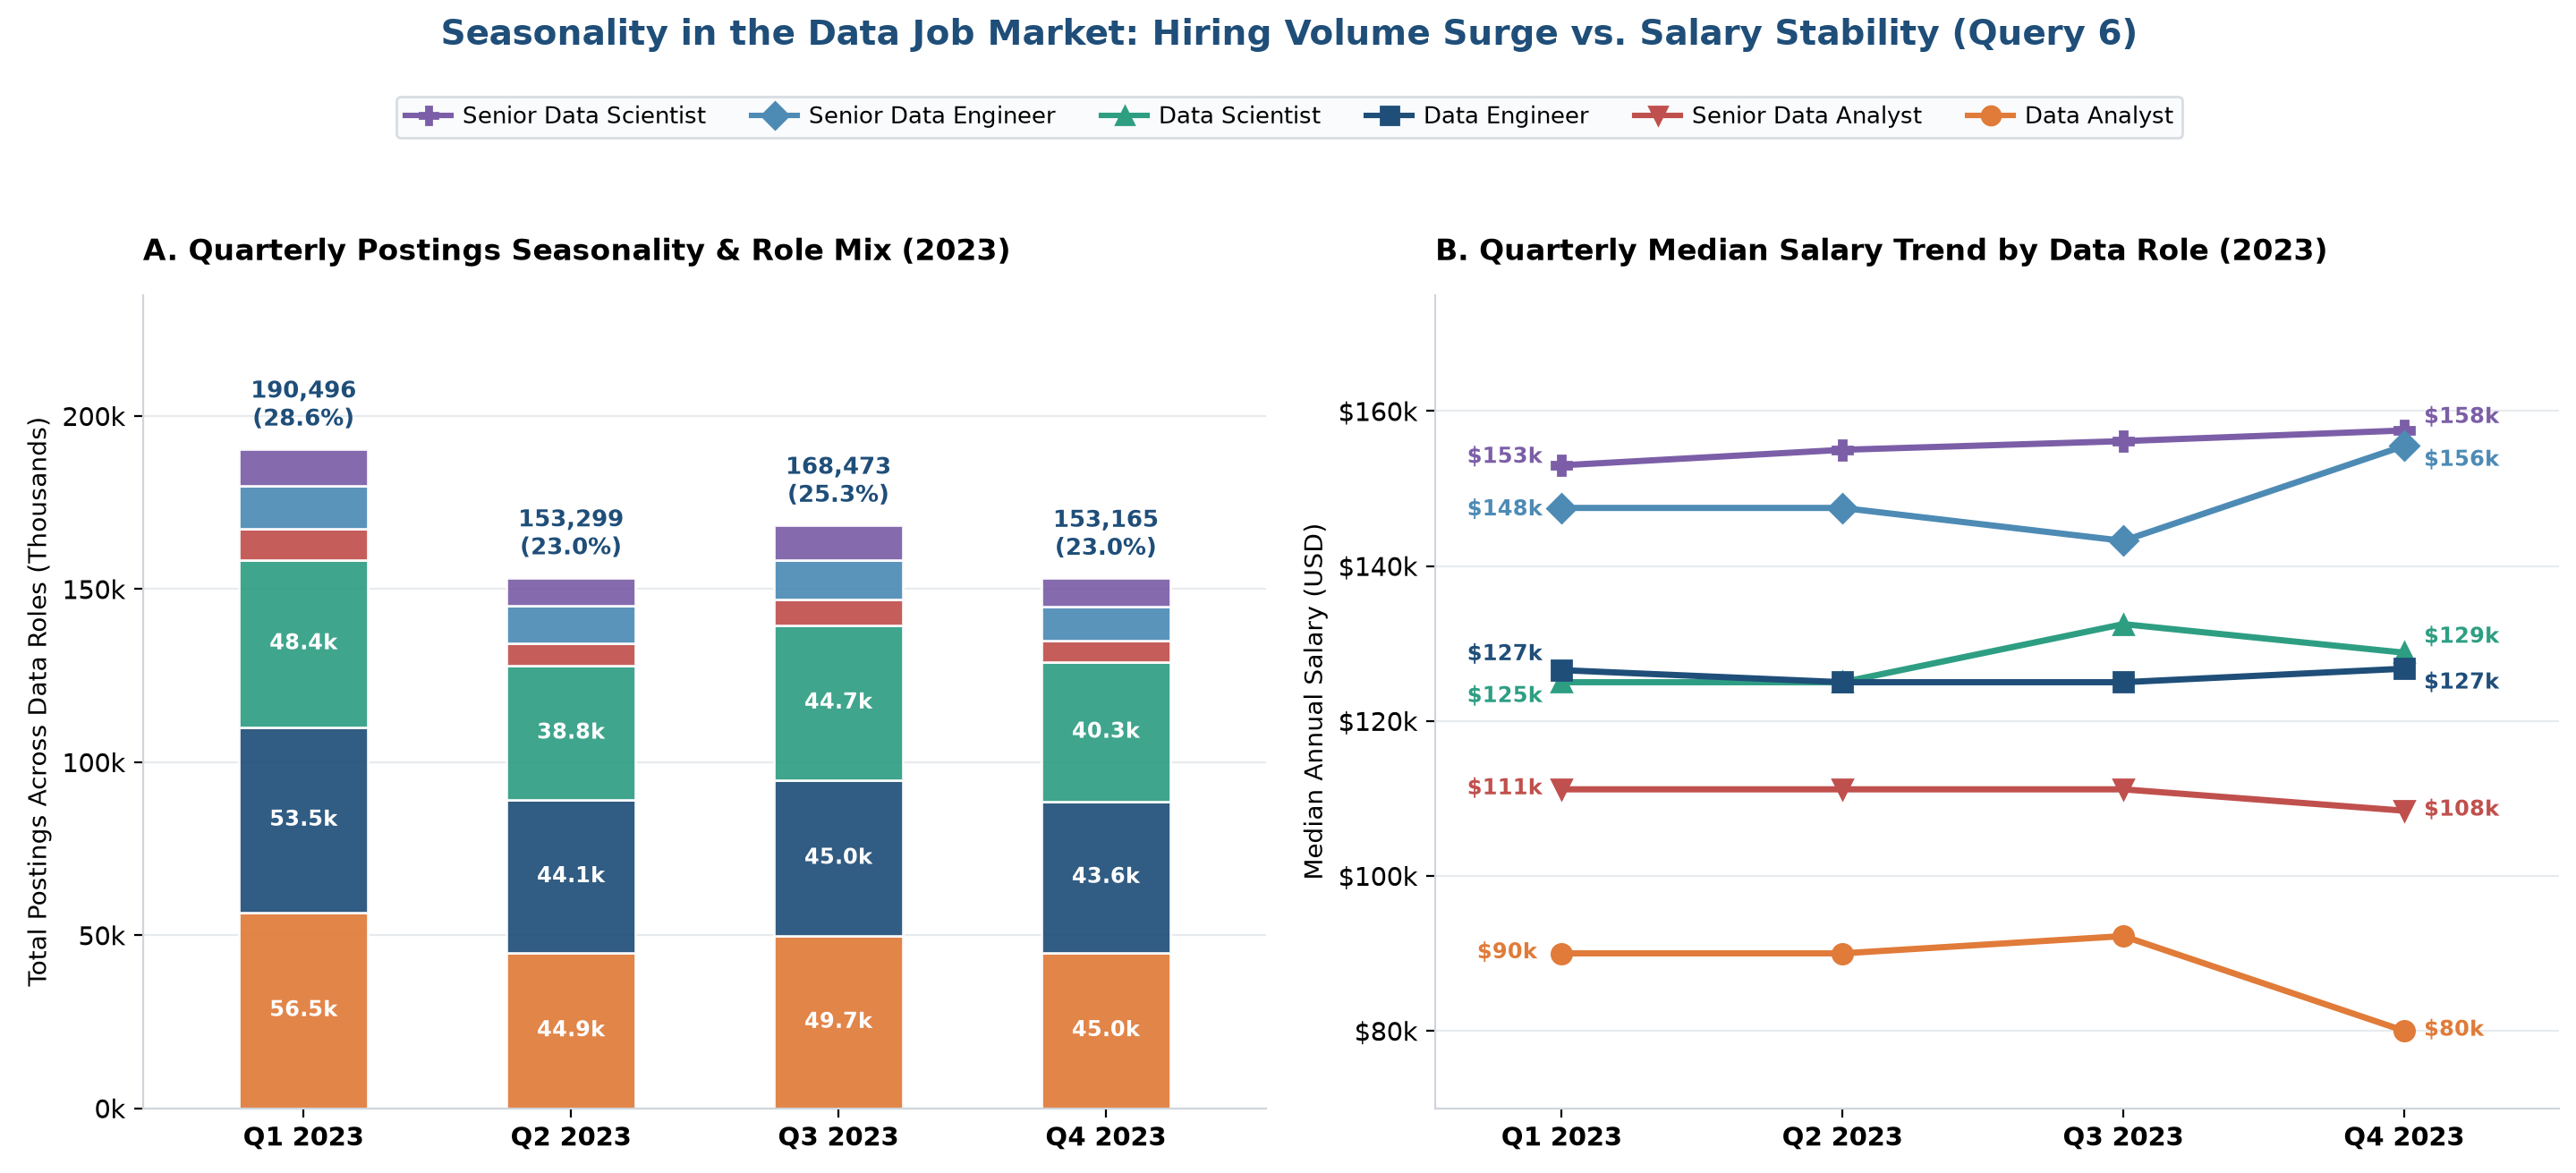 Seasonality in the Data Job Market: Hiring Volume Surge vs. Salary Stability (Query 6)
Senior Data Scientist
Senior Data Engineer
Data Scientist
Data Engineer
Senior Data Analyst
Data Analyst
A. Quarterly Postings Seasonality & Role Mix (2023)
Total Postings Across Data Roles (Thousands)
200k
150k
100k
50k
0k
190,496
(28.6%)
48.4k
53.5k
56.5k
153,299
(23.0%)
38.8k
44.1k
44.9k
168,473
(25.3%)
44.7k
45.0k
49.7k
153,165
(23.0%)
40.3k
43.6k
45.0k
Q1 2023
Q2 2023
Q3 2023
Q4 2023
B. Quarterly Median Salary Trend by Data Role (2023)
Median Annual Salary (USD)
$160k
$140k
$120k
$100k
$80k
$153k
$148k
$127k
$125k
$111k
$90k
$158k
$156k
$129k
$127k
$108k
$80k
Q1 2023
Q2 2023
Q3 2023
Q4 2023